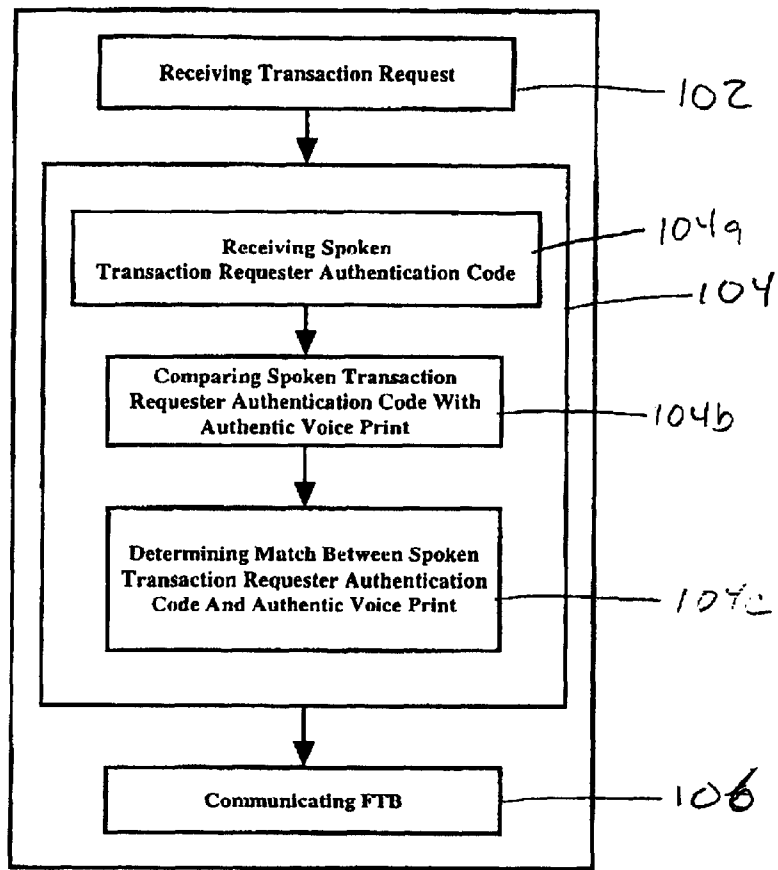 Receiving Transaction Request
102
Receiving Spoken
Transaction Requester Authentication Code
104a
104
Comparing Spoken Transaction
Requester Authentication Code With
Authentic Voice Print
104b
Determining Match Between Spoken
Transaction Requester Authentication
Code And Authentic Voice Print
104c
Communicating FTB
106